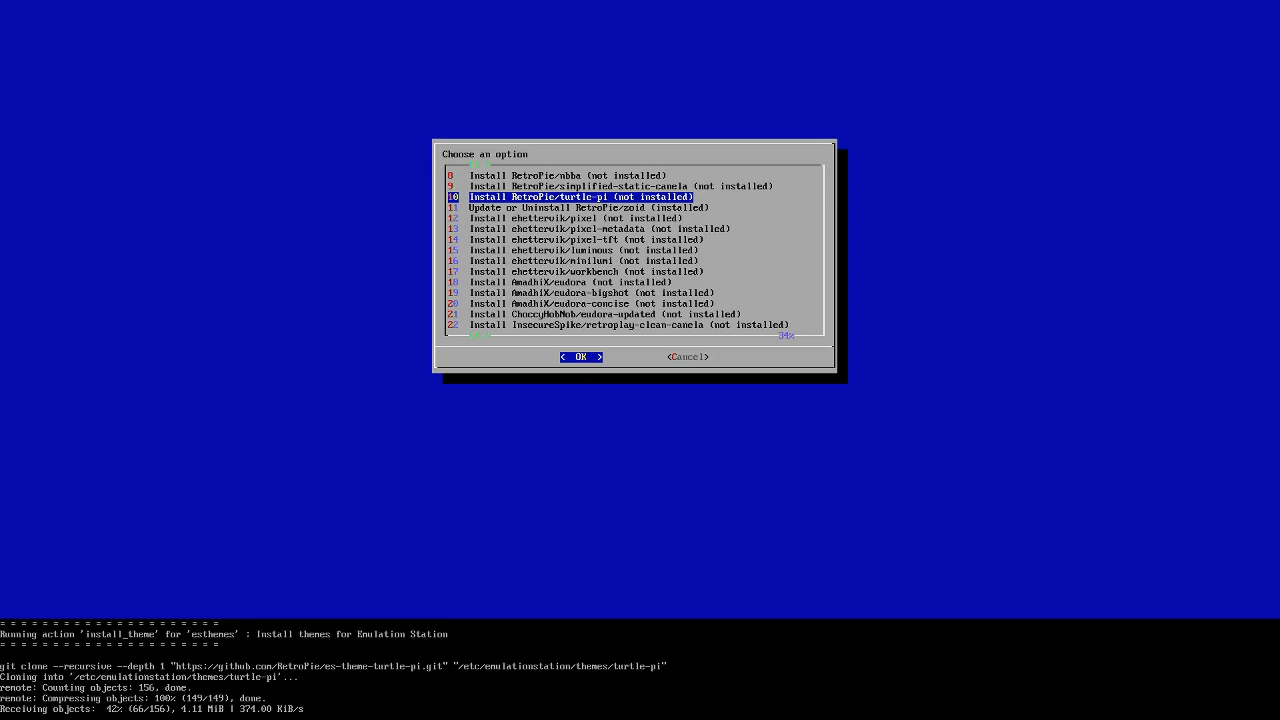 Choose an option
8 Install RetroPie/nbba (not installed)
9 Install RetroPie/simplified-static-canela (not installed)
10 Install RetroPie/turtle-pi (not installed)
11 Update or Uninstall RetroPie/zoid (installed)
12 Install ehettervik/pixel (not installed)
13 Install ehettervik/pixel-metadata (not installed)
14 Install ehettervik/pixel-tft (not installed)
15 Install ehettervik/luminous (not installed)
16 Install ehettervik/minilumi (not installed)
17 Install ehettervik/workbench (not installed)
18 Install AmadhiX/eudora (not installed)
19 Install AmadhiX/eudora-bigshot (not installed)
20 Install AmadhiX/eudora-concise (not installed)
21 Install ChoccyHobNob/eudora-updated (not installed)
22 Install InsecureSpike/retroplay-clean-canela (not installed)
34%
< OK > <Cancel>
= = = = = = = = = = = = = = = = = = = = =
Running action 'install_theme' for 'esthemes' : Install themes for Emulation Station
= = = = = = = = = = = = = = = = = = = = =
git clone --recursive --depth 1 "https://github.com/RetroPie/es-theme-turtle-pi.git" "/etc/emulationstation/themes/turtle-pi"
Cloning into '/etc/emulationstation/themes/turtle-pi'...
remote: Counting objects: 156, done.
remote: Compressing objects: 100% (149/149), done.
Receiving objects: 42% (66/156), 4.11 MiB | 374.00 KiB/s